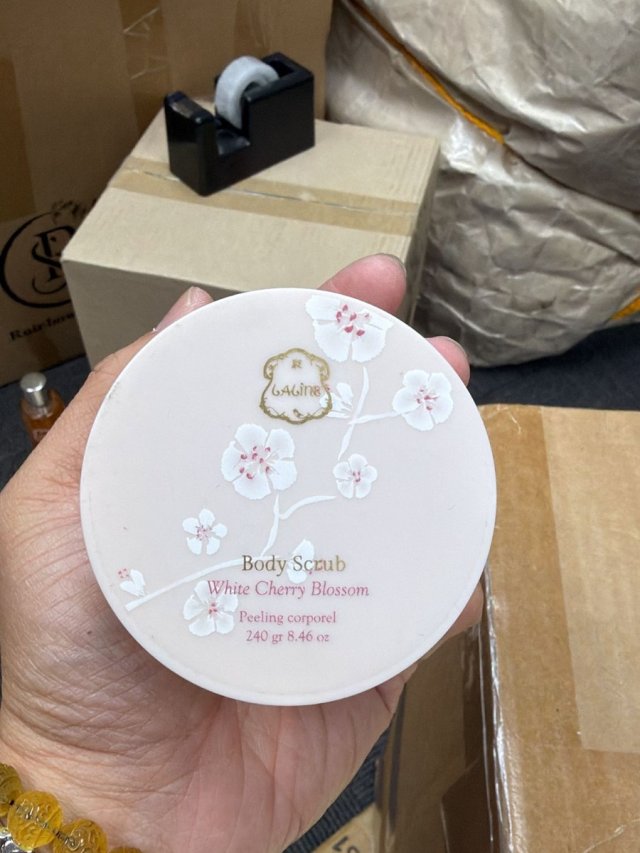 LALINE
Body Scrub
White Cherry Blossom
Peeling corporel
240 gr 8.46 oz